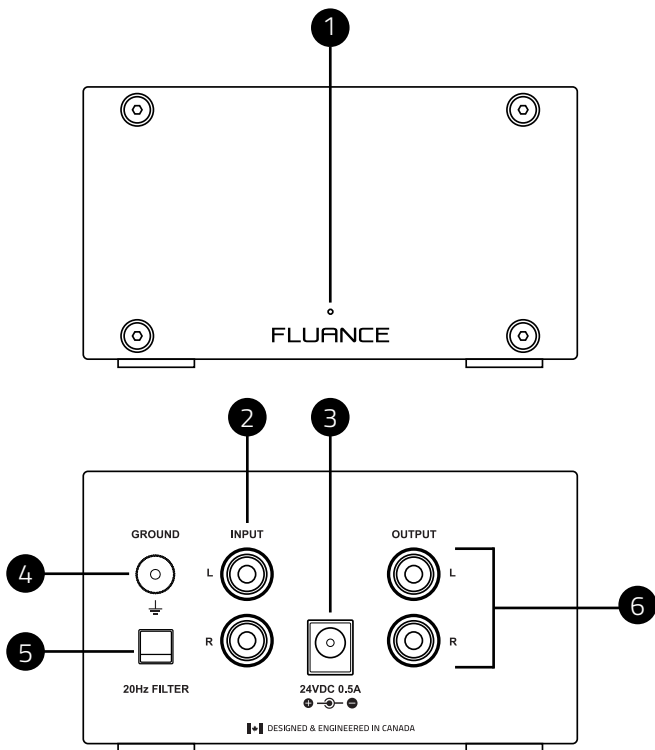 1
FLUANCE
2
3
GROUND
INPUT
OUTPUT
4
L
L
6
5
R
R
20Hz FILTER
24VDC 0.5A
DESIGNED & ENGINEERED IN CANADA